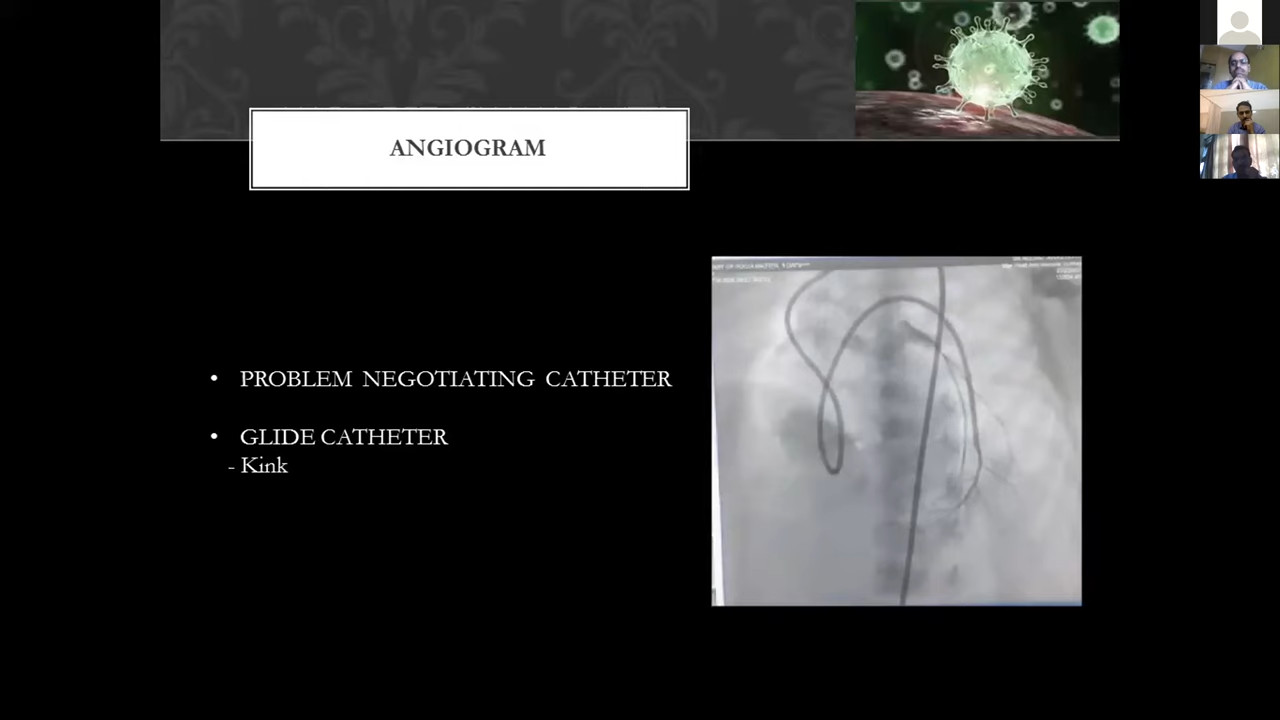 ANGIOGRAM
• PROBLEM NEGOTIATING CATHETER
• GLIDE CATHETER
- Kink